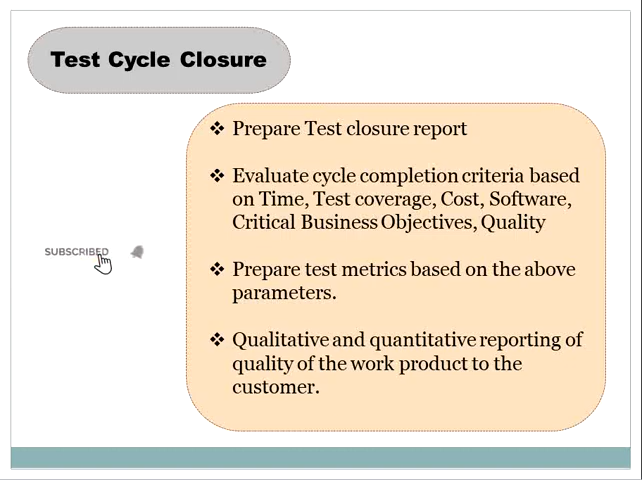 Test Cycle Closure
❖ Prepare Test closure report
❖ Evaluate cycle completion criteria based
on Time, Test coverage, Cost, Software,
Critical Business Objectives, Quality
SUBSCRIBED
❖ Prepare test metrics based on the above
parameters.
❖ Qualitative and quantitative reporting of
quality of the work product to the
customer.